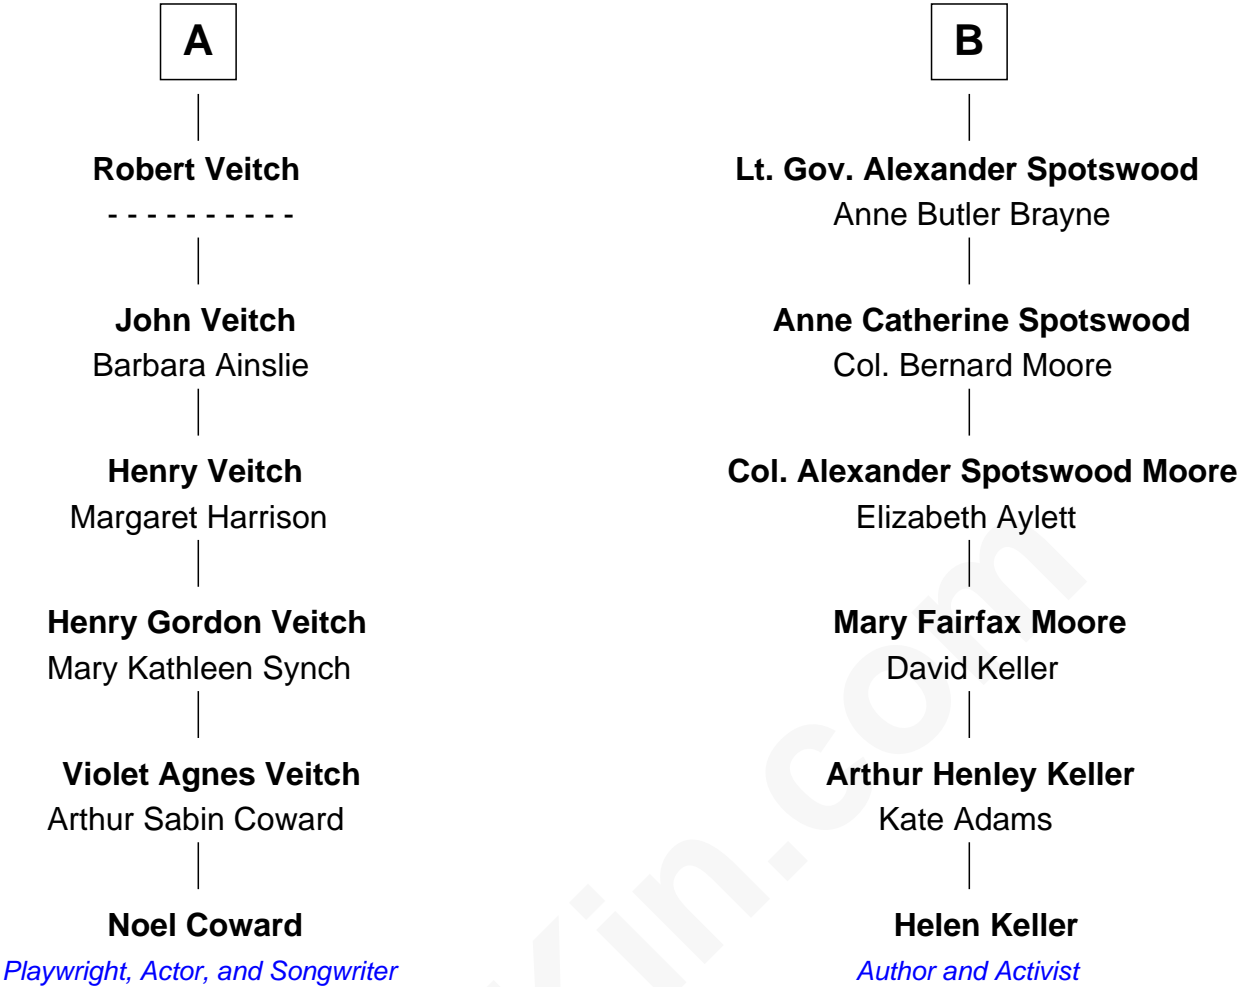 A
Robert Veitch
- - - - - - - - - -
John Veitch
Barbara Ainslie
Henry Veitch
Margaret Harrison
Henry Gordon Veitch
Mary Kathleen Synch
Violet Agnes Veitch
Arthur Sabin Coward
Noel Coward
Playwright, Actor, and Songwriter
B
Lt. Gov. Alexander Spotswood
Anne Butler Brayne
Anne Catherine Spotswood
Col. Bernard Moore
Col. Alexander Spotswood Moore
Elizabeth Aylett
Mary Fairfax Moore
David Keller
Arthur Henley Keller
Kate Adams
Helen Keller
Author and Activist
Kin.com